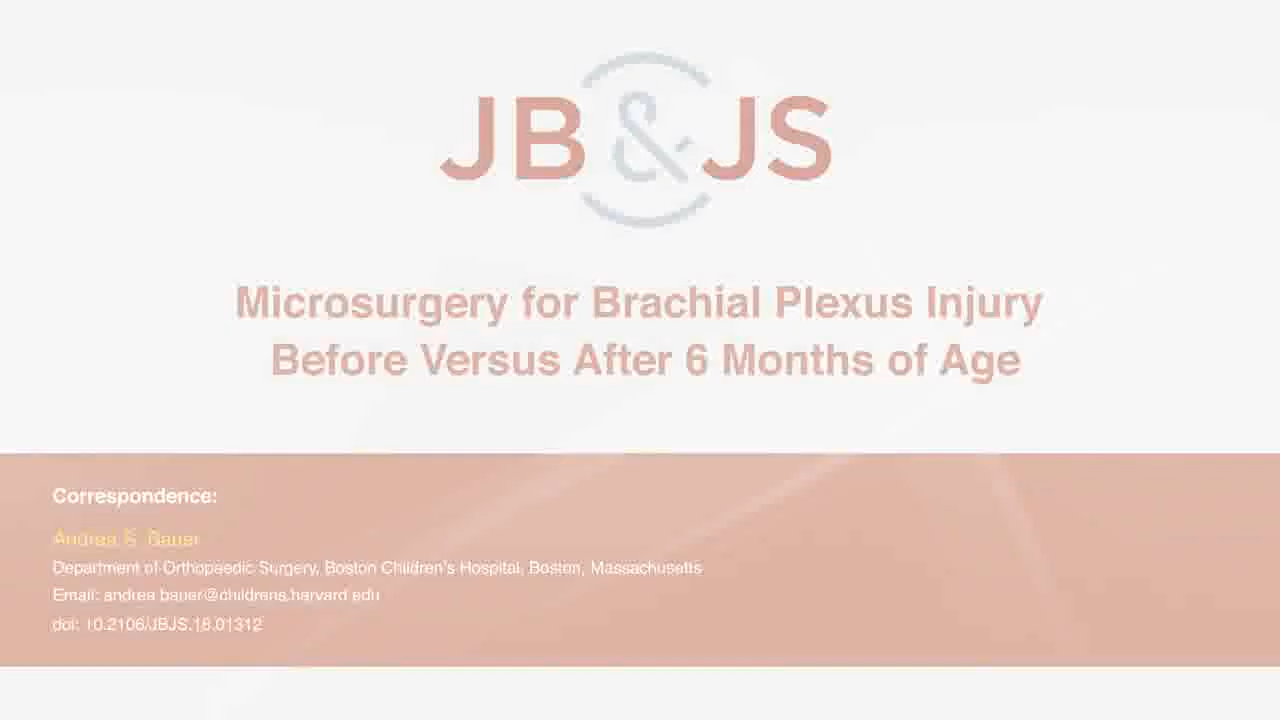 JB&JS
Microsurgery for Brachial Plexus Injury
Before Versus After 6 Months of Age
Correspondence:
Andrea S. Bauer
Department of Orthopaedic Surgery, Boston Children's Hospital, Boston, Massachusetts
Email: andrea.bauer@childrens.harvard.edu
doi: 10.2106/JBJS.18.01312